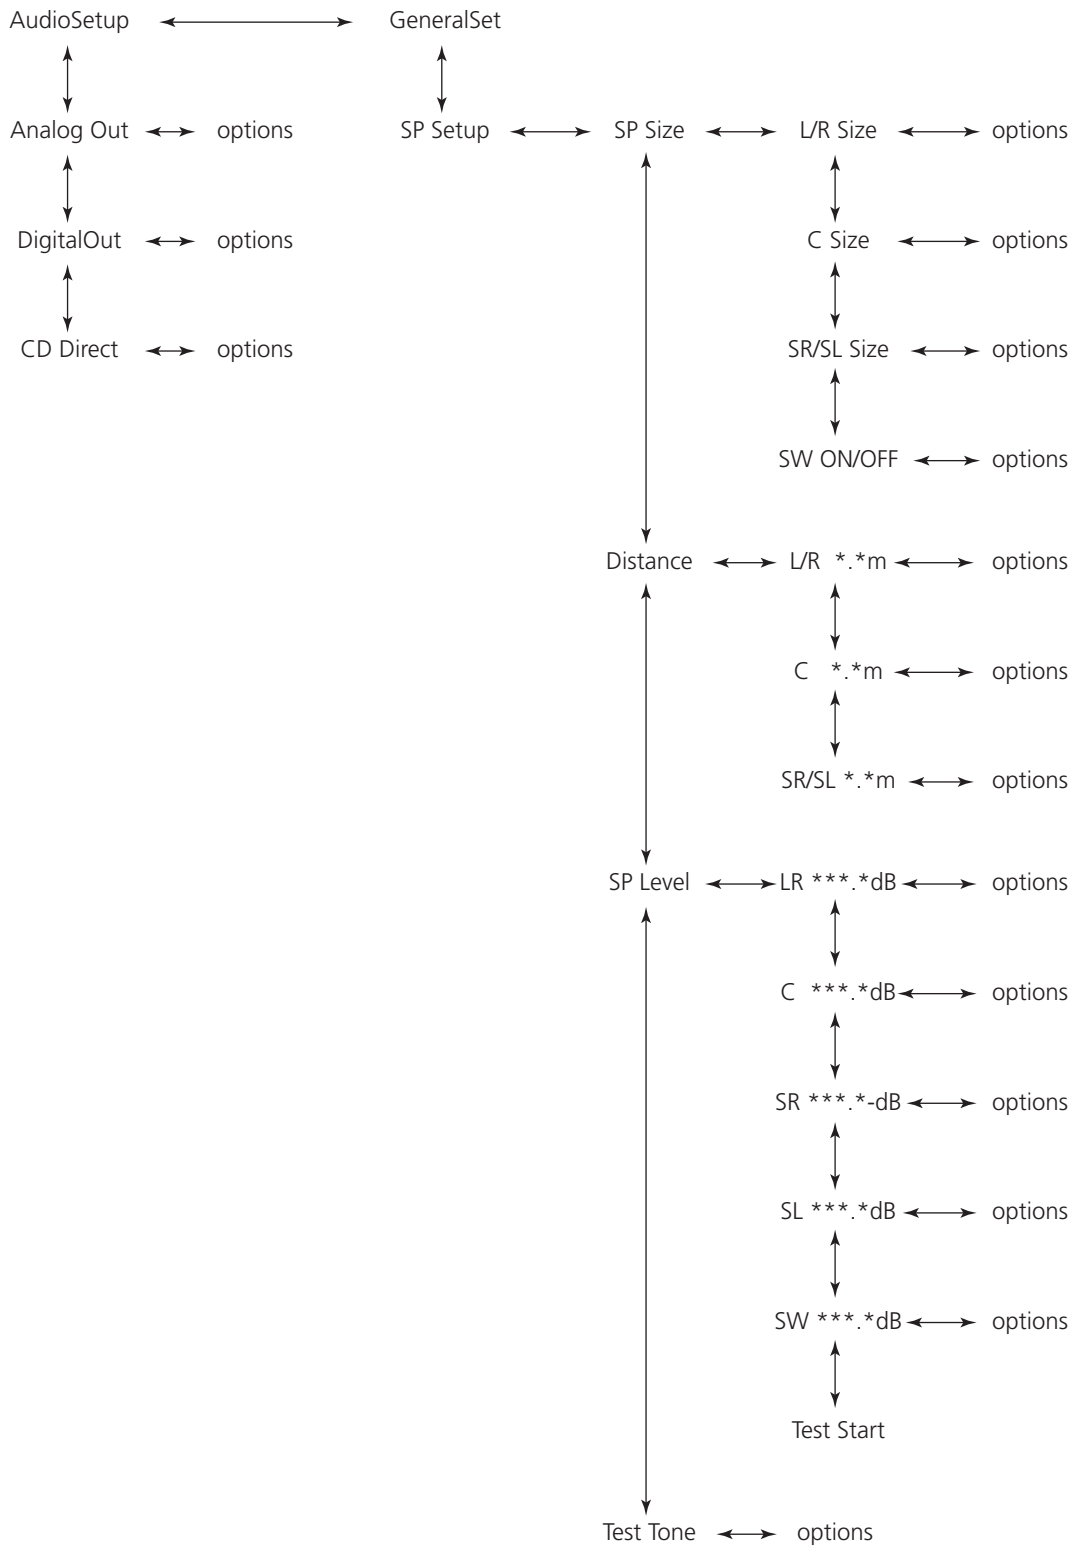 AudioSetup GeneralSet
Analog Out options SP Setup SP Size L/R Size options
DigitalOut options C Size options
CD Direct options SR/SL Size options
SW ON/OFF options
Distance L/R *.*m options
C *.*m options
SR/SL *.*m options
SP Level LR ***.*dB options
C ***.*dB options
SR ***.*-dB options
SL ***.*dB options
SW ***.*dB options
Test Start
Test Tone options